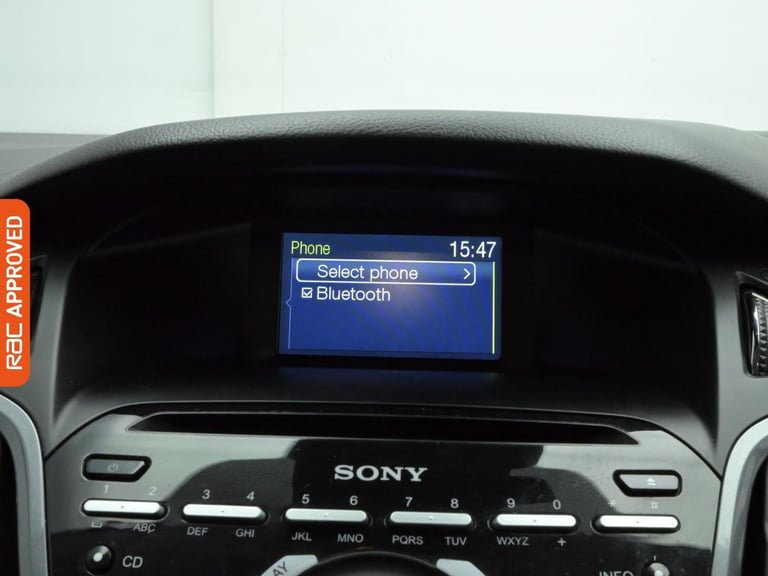 RAC APPROVED
Phone 15:47
Select phone >
Bluetooth
SONY
1 2 3 4 5 6 7 8 9 0 * #
ABC DEF GHI JKL MNO PQRS TUV WXYZ +
CD INFO